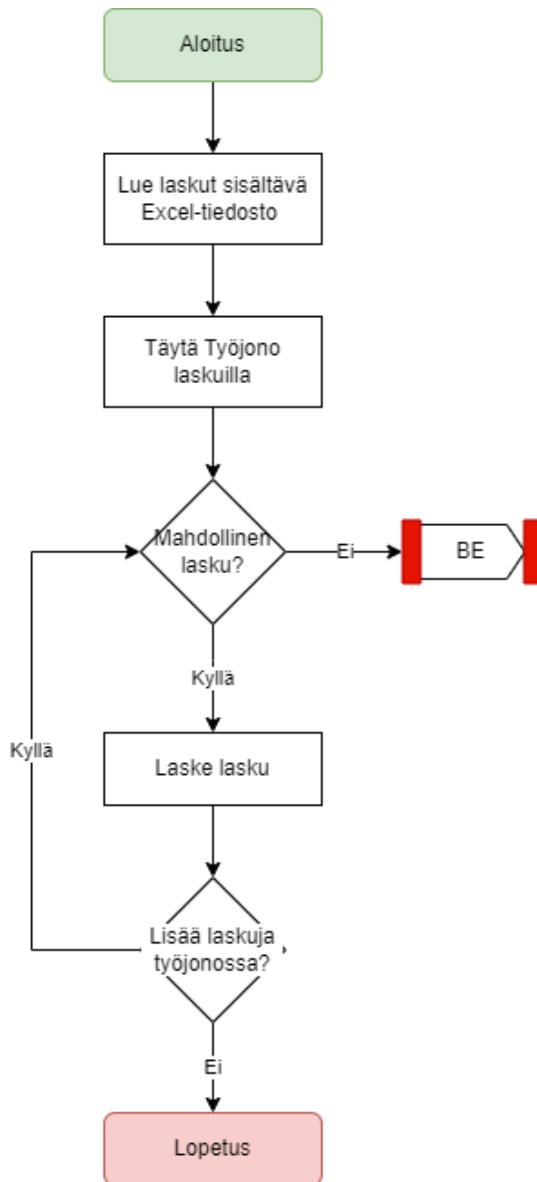 Aloitus
Lue laskut sisältävä
Excel-tiedosto
Täytä Työjono
laskuilla
Mahdollinen
lasku?
Ei
BE
Kyllä
Laske lasku
Kyllä
Lisää laskuja
työjonossa?
Ei
Lopetus